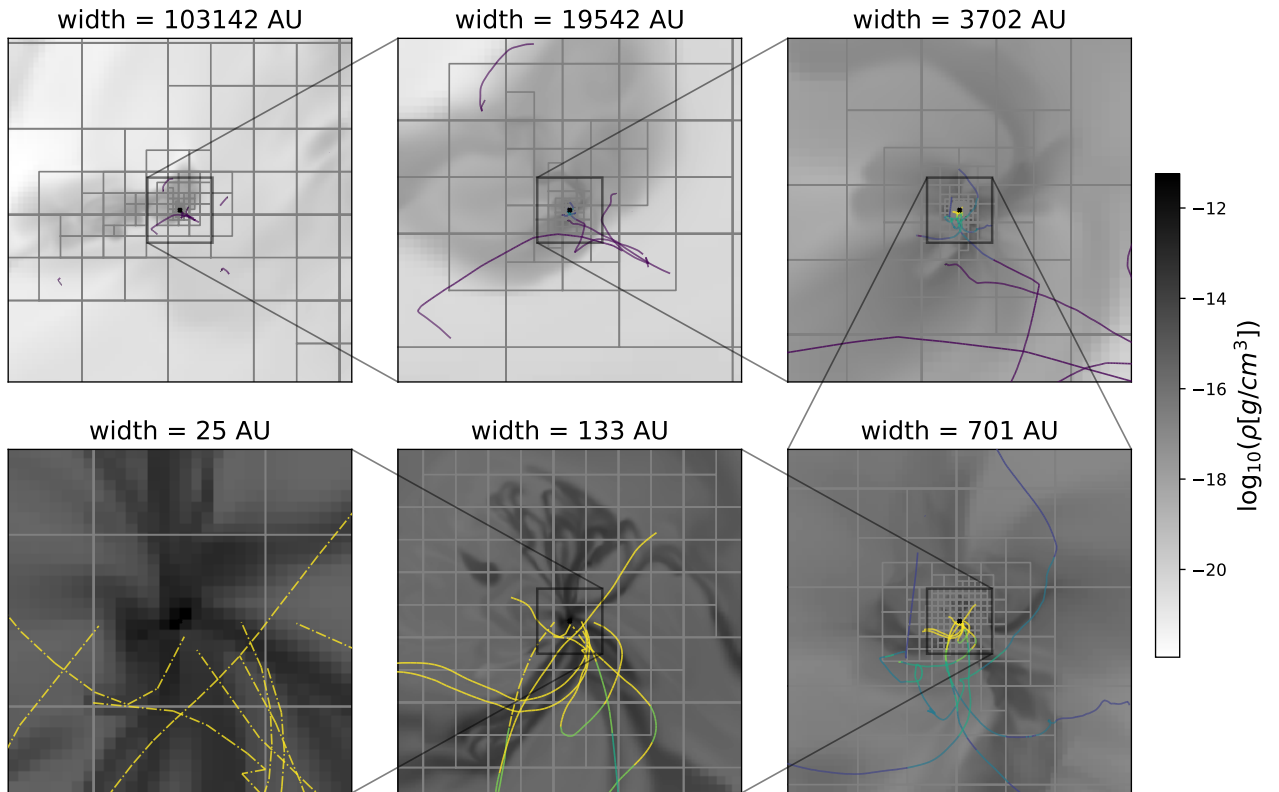 width = 103142 AU
width = 19542 AU
width = 3702 AU
width = 25 AU
width = 133 AU
width = 701 AU
−12
−14
−16
−18
−20
log₁₀(ρ[g/cm³])